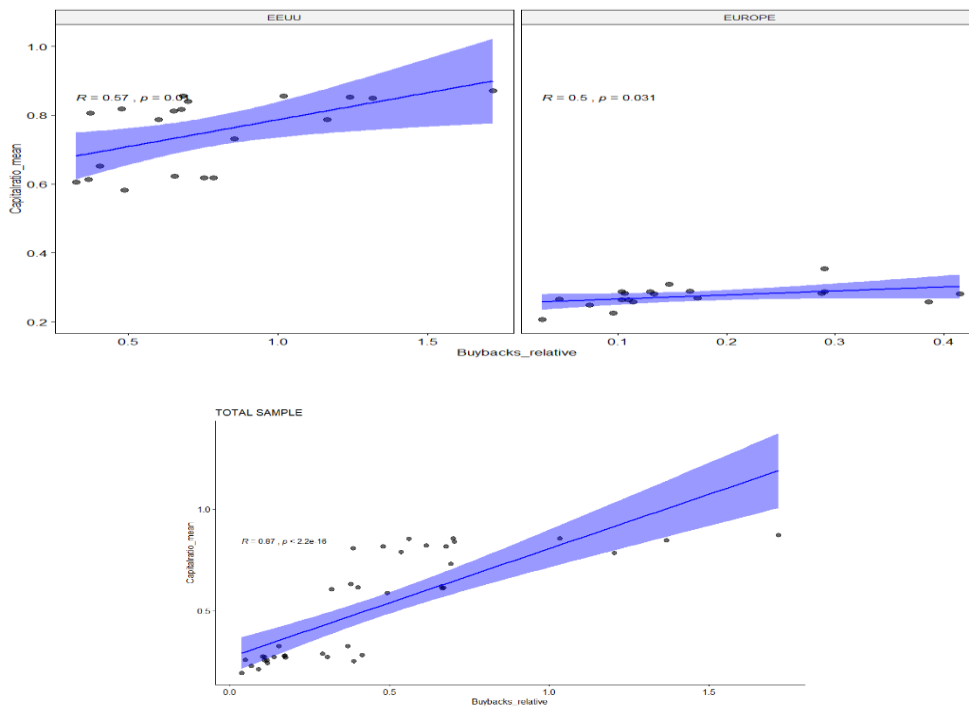 EEUU
EUROPE
1.0
0.8
0.6
0.4
0.2
Capitalratio_mean
R = 0.57 , p = 0.01
R = 0.5 , p = 0.031
0.5 1.0 1.5
0.1 0.2 0.3 0.4
Buybacks_relative
TOTAL SAMPLE
1.0
0.5
Capitalratio_mean
R = 0.87 , p < 2.2e 16
0.0 0.5 1.0 1.5
Buybacks_relative